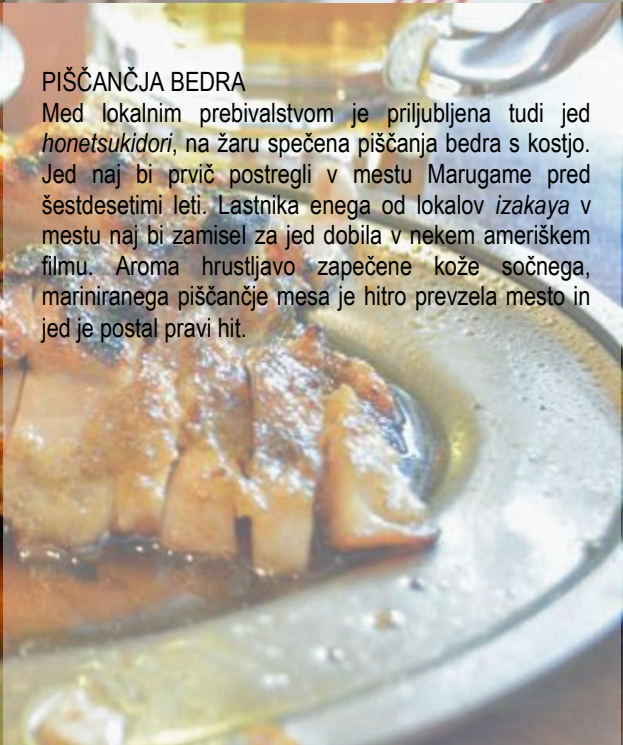 PIŠČANČJA BEDRA
Med lokalnim prebivalstvom je priljubljena tudi jed
honetsukidori, na žaru spečena piščanja bedra s kostjo.
Jed naj bi prvič postregli v mestu Marugame pred
šestdesetimi leti. Lastnika enega od lokalov izakaya v
mestu naj bi zamisel za jed dobila v nekem ameriškem
filmu. Aroma hrustljavo zapečene kože sočnega,
mariniranega piščančje mesa je hitro prevzela mesto in
jed je postal pravi hit.